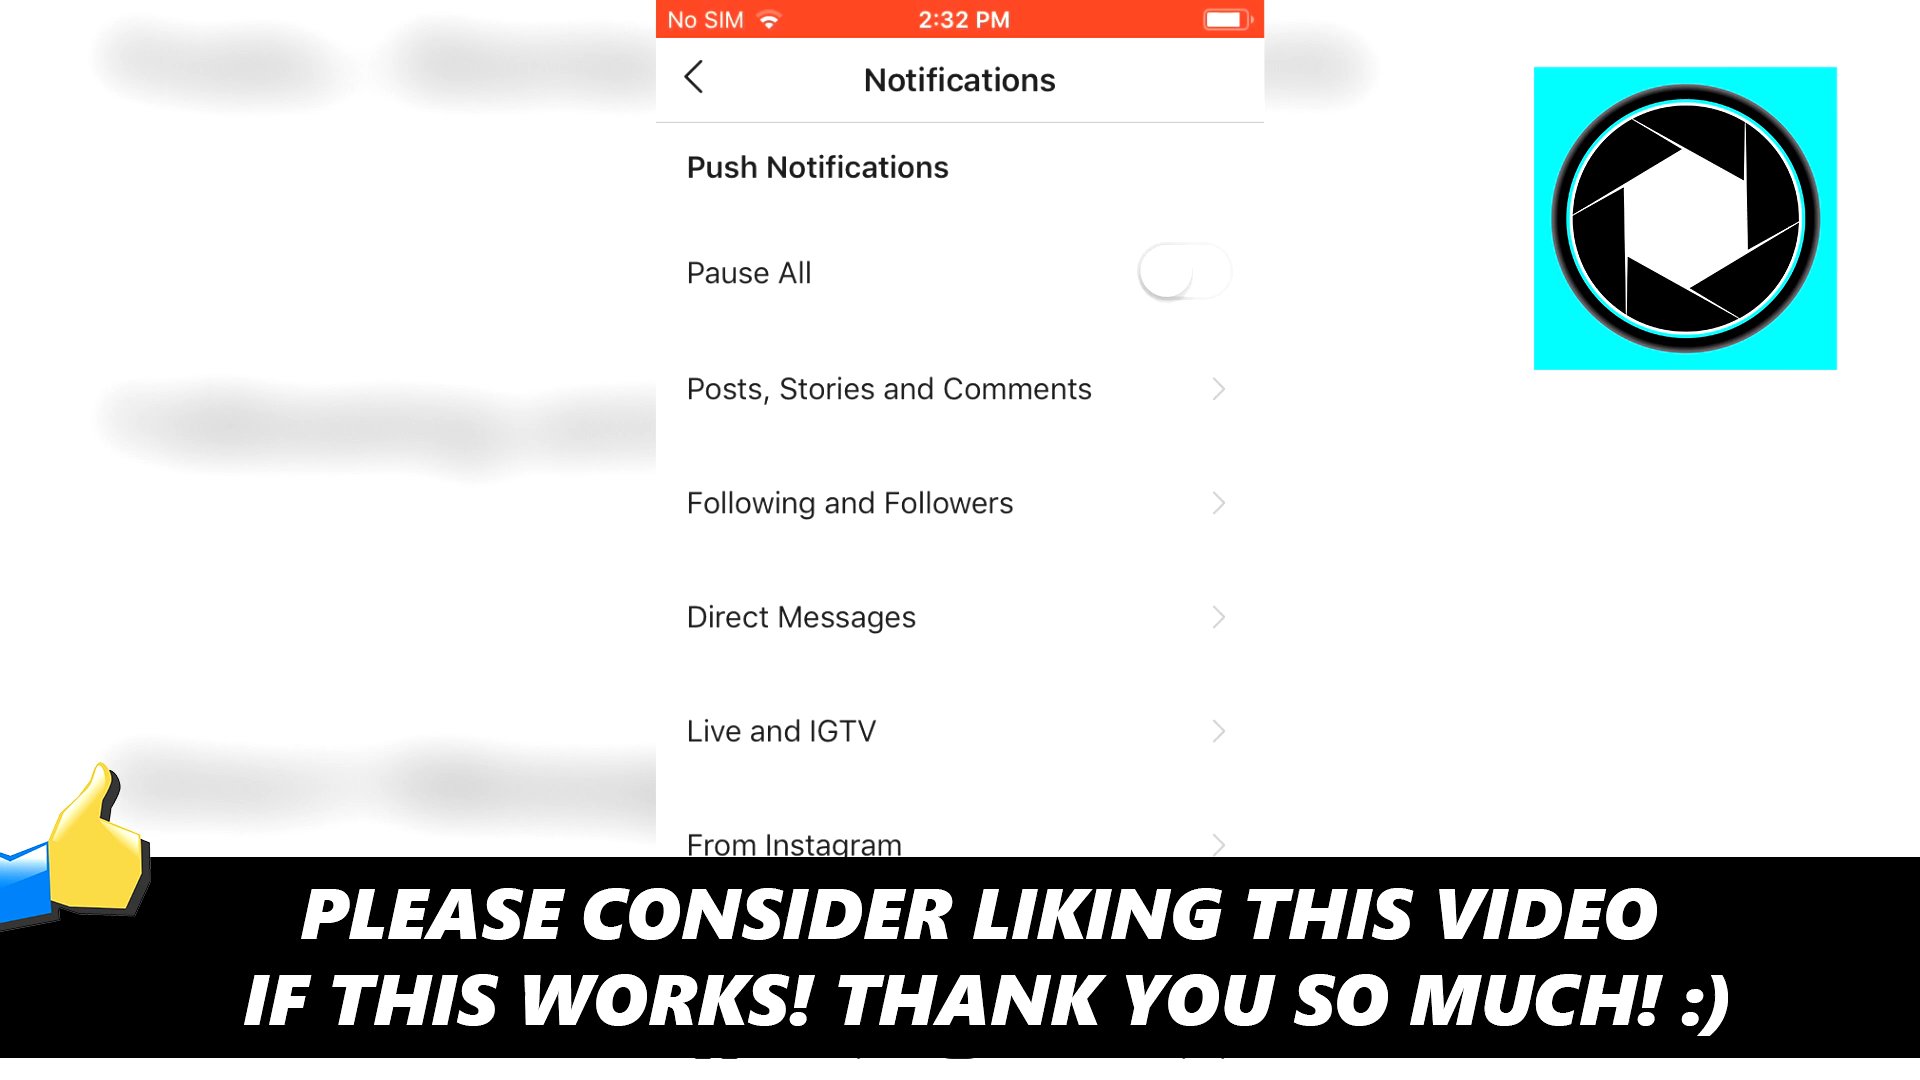 No SIM 2:32 PM
Notifications
Push Notifications
Pause All
Posts, Stories and Comments
Following and Followers
Direct Messages
Live and IGTV
From Instagram
PLEASE CONSIDER LIKING THIS VIDEO
IF THIS WORKS! THANK YOU SO MUCH! :)